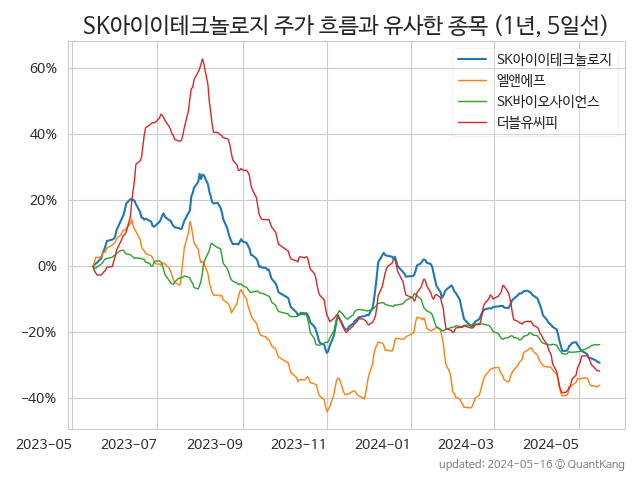 SK아이이테크놀로지 주가 흐름과 유사한 종목 (1년, 5일선)
SK아이이테크놀로지
엘앤에프
SK바이오사이언스
더블유씨피
60%
40%
20%
0%
−20%
−40%
2023-05 2023-07 2023-09 2023-11 2024-01 2024-03 2024-05
updated: 2024-05-16 © QuantKang